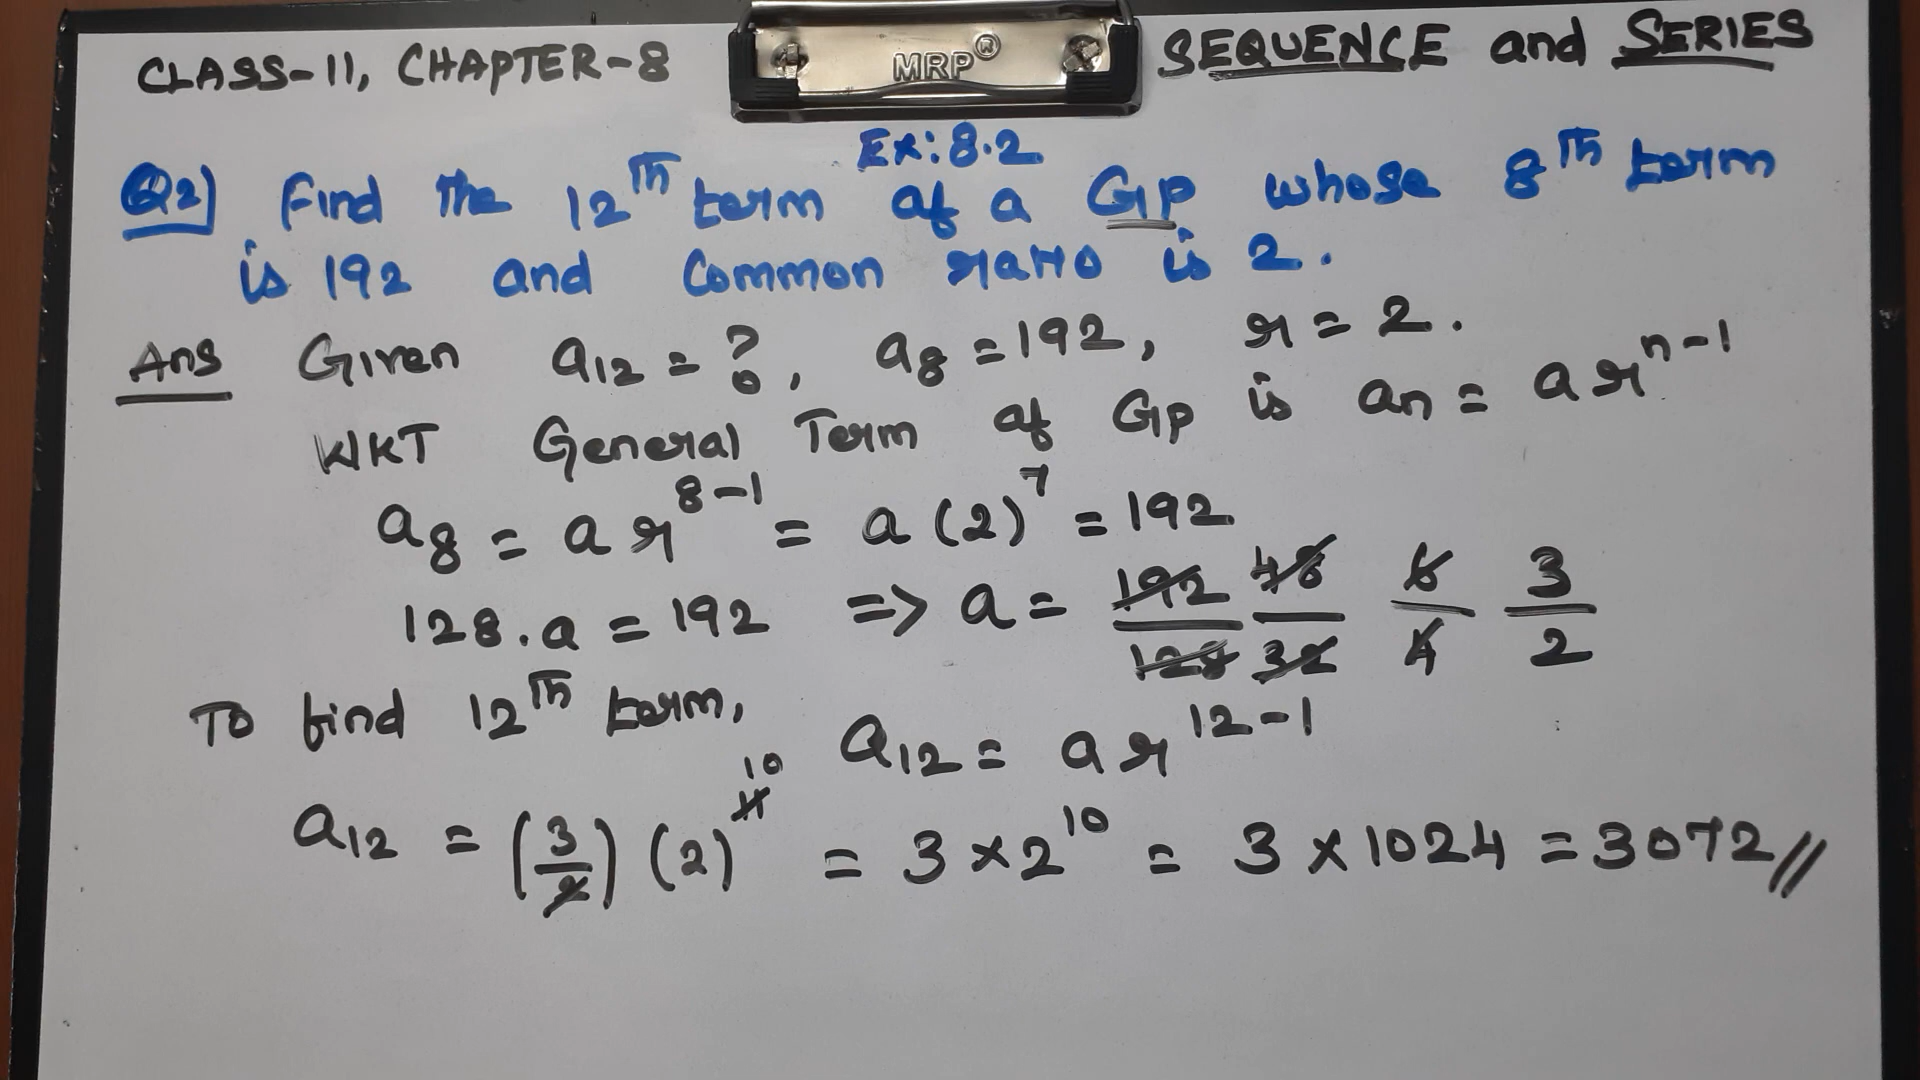 CLASS-11, CHAPTER-8 MRP® SEQUENCE and SERIES
Ex: 8.2
Q2) Find the 12th term of a GP whose 8th term
is 192 and Common ratio is 2.
Ans Given a₁₂ = ?, a₈ = 192, r = 2.
WKT General Term of GP is an = ar^(n-1)
a₈ = ar^(8-1) = a(2)^7 = 192
128.a = 192 => a = 192/128 48/32 6/4 3/2
To find 12th term, a₁₂ = ar^(12-1)
a₁₂ = (3/2) (2)^11 10 = 3×2^10 = 3×1024 = 3072//